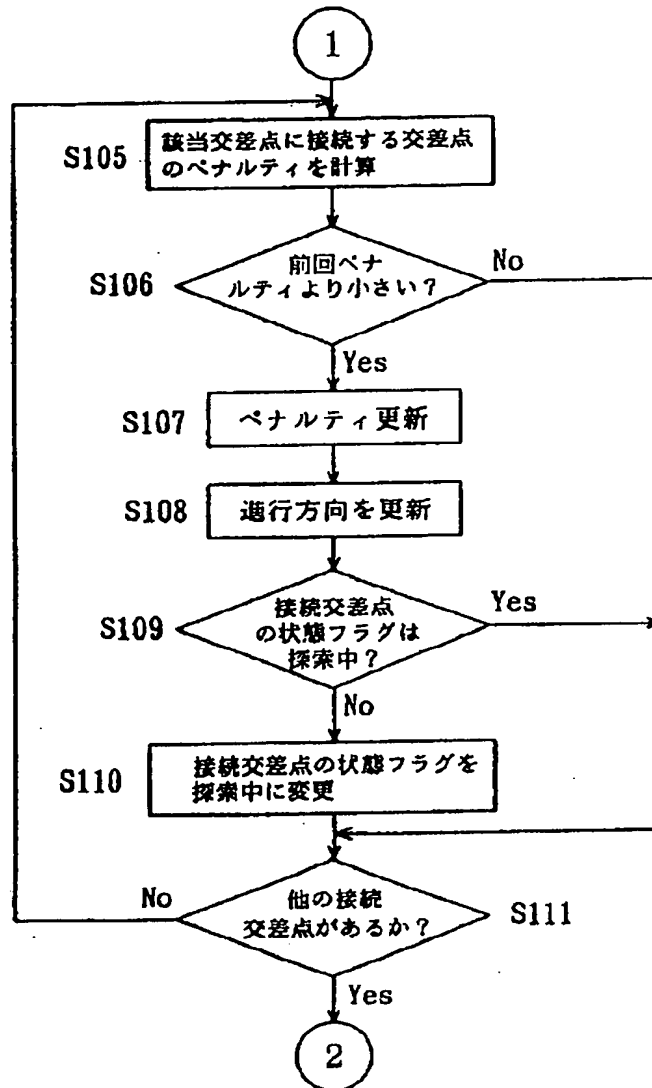 1
S105
該当交差点に接続する交差点
のペナルティを計算
S106
前回ペナ
ルティより小さい？
No
Yes
S107
ペナルティ更新
S108
進行方向を更新
S109
接続交差点
の状態フラグは
探索中？
Yes
No
S110
接続交差点の状態フラグを
探索中に変更
No
他の接続
交差点があるか？
S111
Yes
2